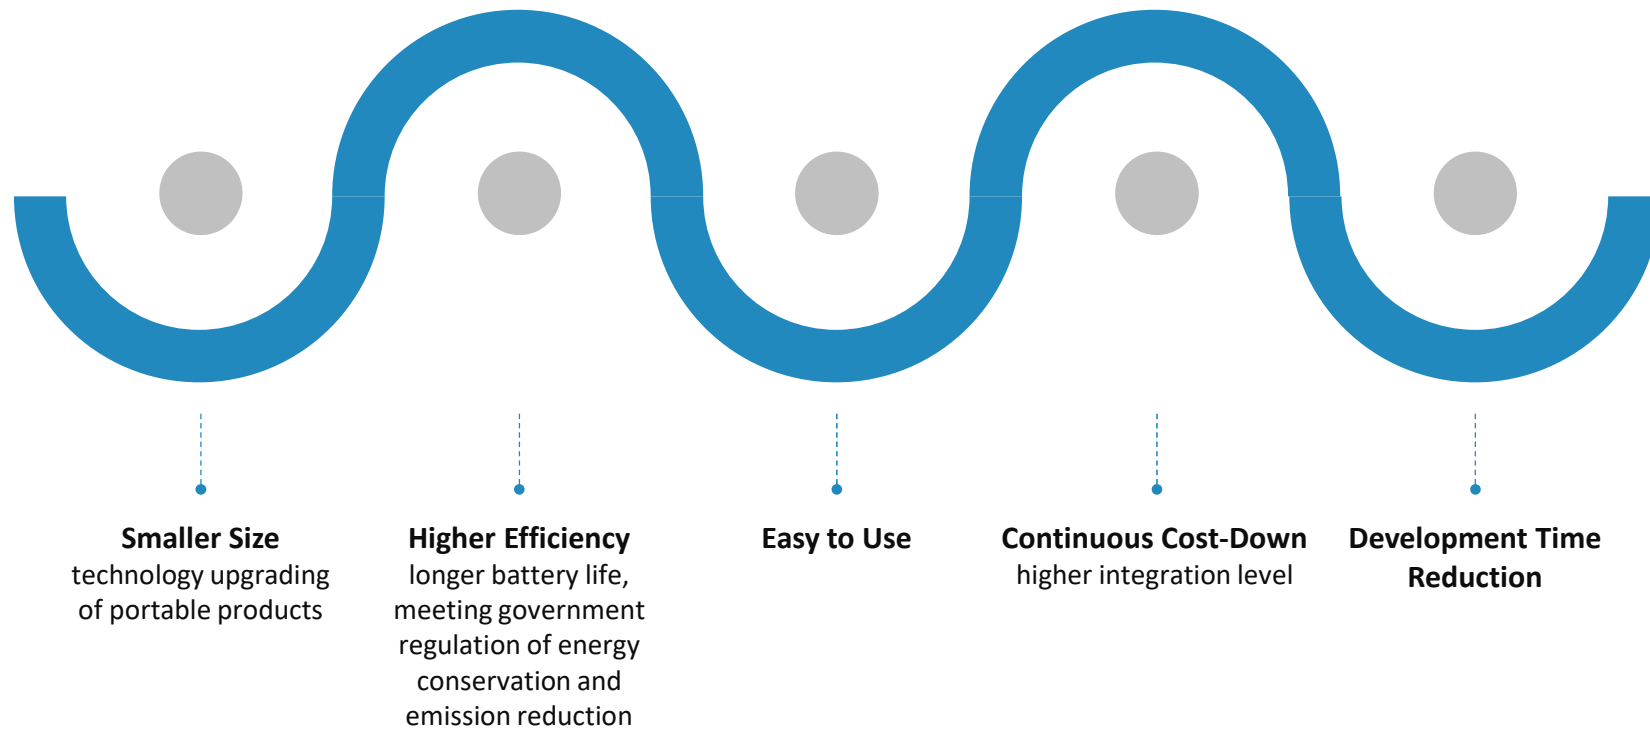 Smaller Size
technology upgrading
of portable products
Higher Efficiency
longer battery life,
meeting government
regulation of energy
conservation and
emission reduction
Easy to Use
Continuous Cost-Down
higher integration level
Development Time
Reduction